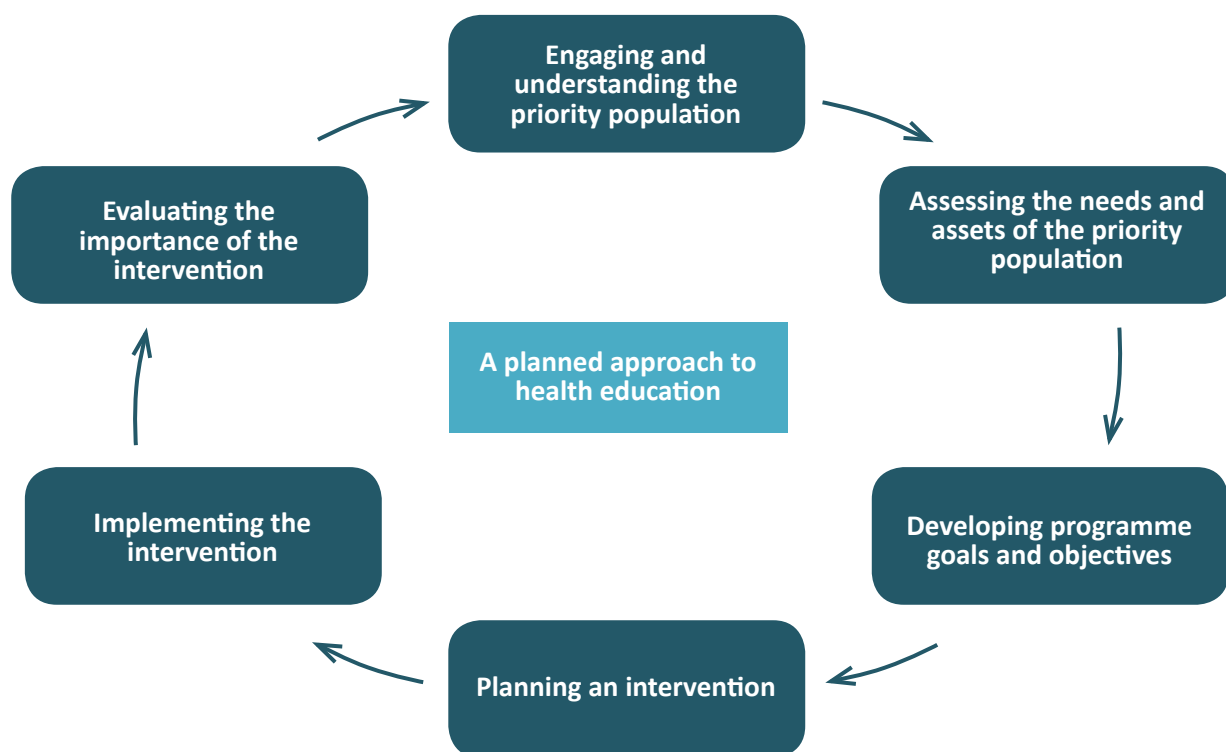 Engaging and
understanding the
priority population
Assessing the needs and
assets of the priority
population
Developing programme
goals and objectives
Planning an intervention
Implementing the
intervention
Evaluating the
importance of the
intervention
A planned approach to
health education